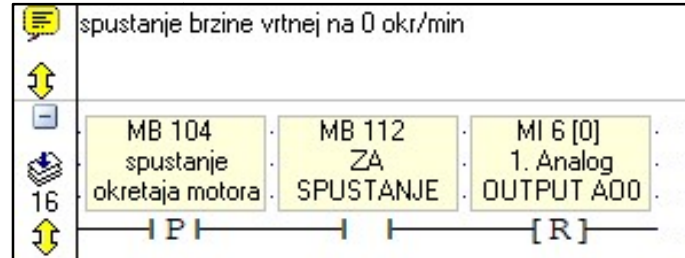 spustanje brzine vrtnej na 0 okr/min
MB 104
spustanje
okretaja motora
MB 112
ZA
SPUSTANJE
MI 6 [0]
1. Analog
OUTPUT AO0
16
P
[ R ]